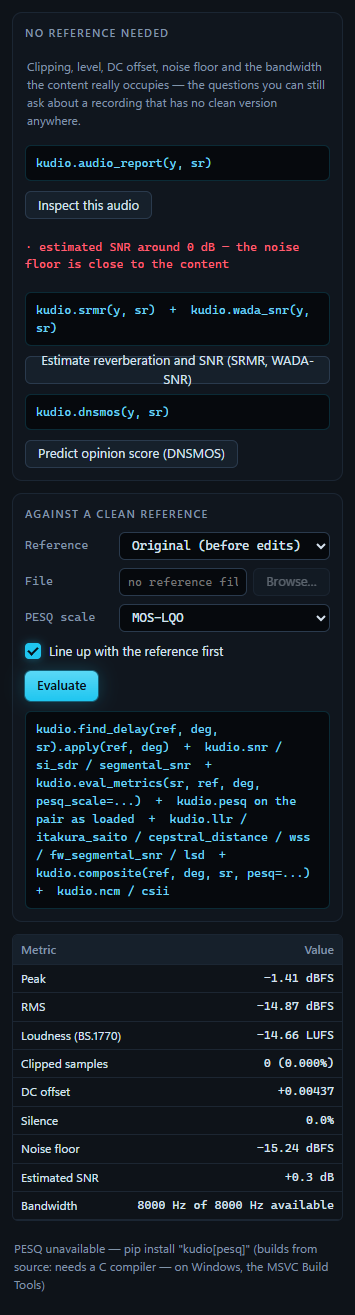 NO REFERENCE NEEDED
Clipping, level, DC offset, noise floor and the bandwidth
the content really occupies — the questions you can still
ask about a recording that has no clean version
anywhere.
kudio.audio_report(y, sr)
Inspect this audio
· estimated SNR around 0 dB — the noise
floor is close to the content
kudio.srmr(y, sr) + kudio.wada_snr(y,
sr)
Estimate reverberation and SNR (SRMR, WADA-
SNR)
kudio.dnsmos(y, sr)
Predict opinion score (DNSMOS)
AGAINST A CLEAN REFERENCE
Reference Original (before edits)
File no reference fil Browse...
PESQ scale MOS-LQO
Line up with the reference first
Evaluate
kudio.find_delay(ref, deg,
sr).apply(ref, deg) + kudio.snr /
si_sdr / segmental_snr +
kudio.eval_metrics(sr, ref, deg,
pesq_scale=...) + kudio.pesq on the
pair as loaded + kudio.llr /
itakura_saito / cepstral_distance / wss
/ fw_segmental_snr / lsd +
kudio.composite(ref, deg, sr, pesq=...)
+ kudio.ncm / csii
Metric Value
Peak −1.41 dBFS
RMS −14.87 dBFS
Loudness (BS.1770) −14.66 LUFS
Clipped samples 0 (0.000%)
DC offset +0.00437
Silence 0.0%
Noise floor −15.24 dBFS
Estimated SNR +0.3 dB
Bandwidth 8000 Hz of 8000 Hz available
PESQ unavailable — pip install "kudio[pesq]" (builds from
source: needs a C compiler — on Windows, the MSVC Build
Tools)